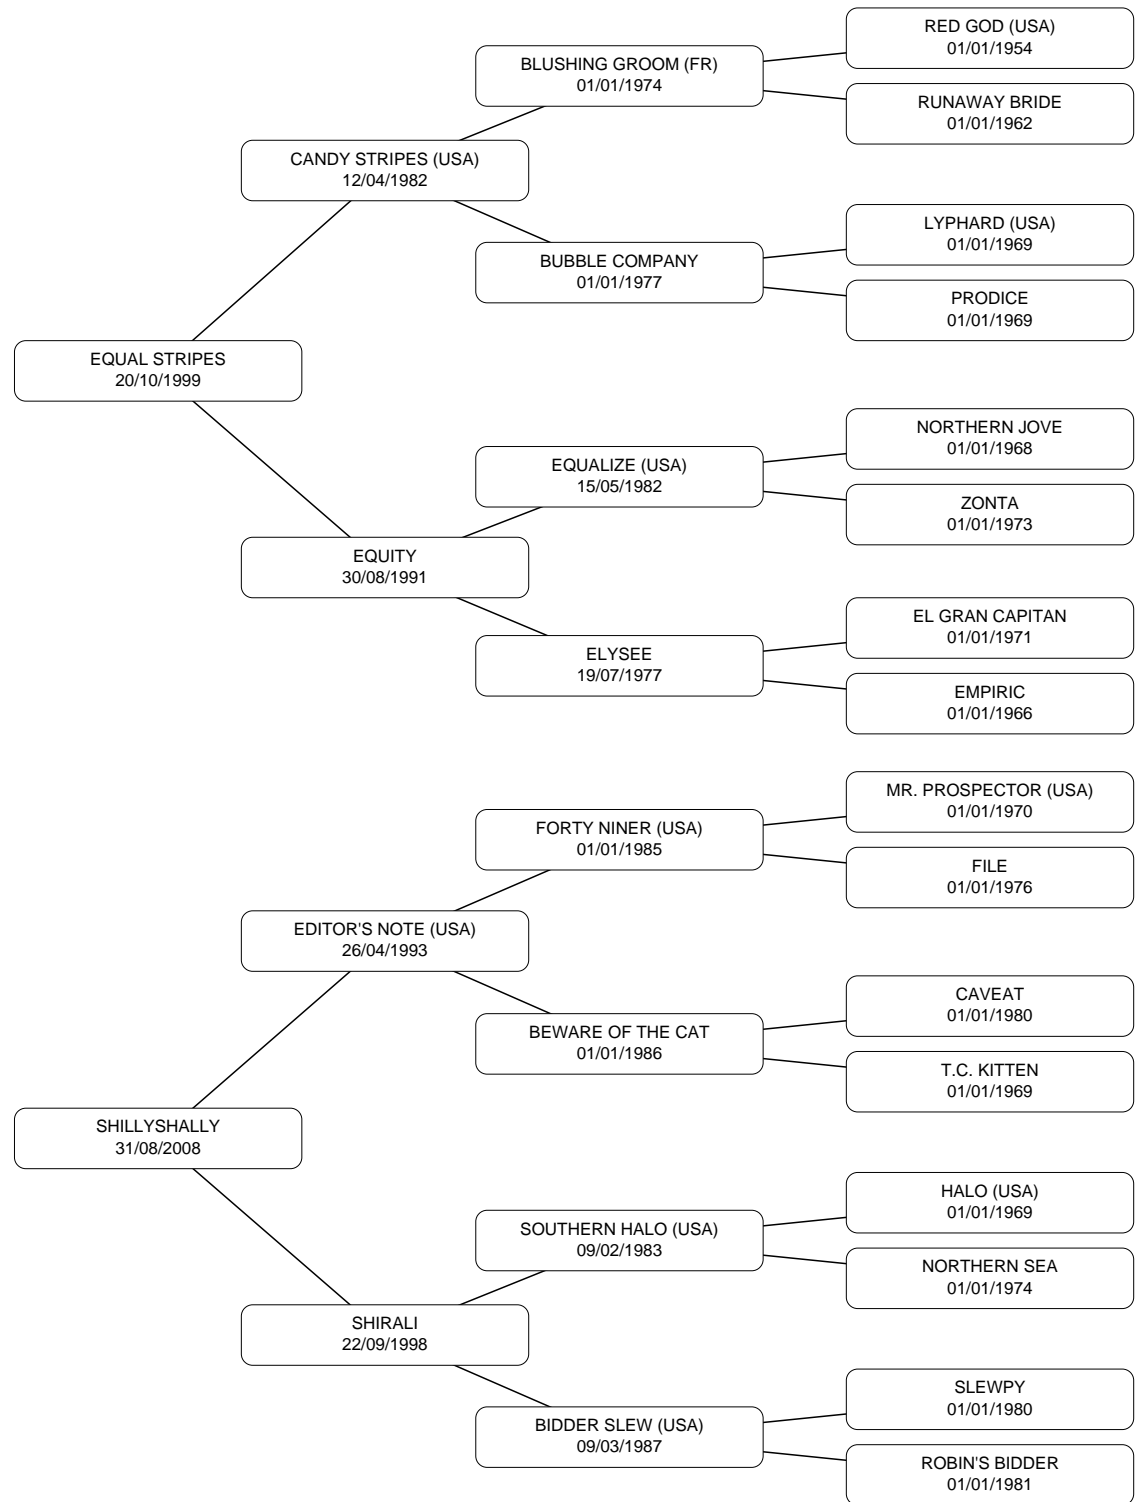 RED GOD (USA)
01/01/1954
BLUSHING GROOM (FR)
01/01/1974
RUNAWAY BRIDE
01/01/1962
CANDY STRIPES (USA)
12/04/1982
LYPHARD (USA)
01/01/1969
BUBBLE COMPANY
01/01/1977
PRODICE
01/01/1969
EQUAL STRIPES
20/10/1999
NORTHERN JOVE
01/01/1968
EQUALIZE (USA)
15/05/1982
ZONTA
01/01/1973
EQUITY
30/08/1991
EL GRAN CAPITAN
01/01/1971
ELYSEE
19/07/1977
EMPIRIC
01/01/1966
MR. PROSPECTOR (USA)
01/01/1970
FORTY NINER (USA)
01/01/1985
FILE
01/01/1976
EDITOR'S NOTE (USA)
26/04/1993
CAVEAT
01/01/1980
BEWARE OF THE CAT
01/01/1986
T.C. KITTEN
01/01/1969
SHILLYSHALLY
31/08/2008
HALO (USA)
01/01/1969
SOUTHERN HALO (USA)
09/02/1983
NORTHERN SEA
01/01/1974
SHIRALI
22/09/1998
SLEWPY
01/01/1980
BIDDER SLEW (USA)
09/03/1987
ROBIN'S BIDDER
01/01/1981